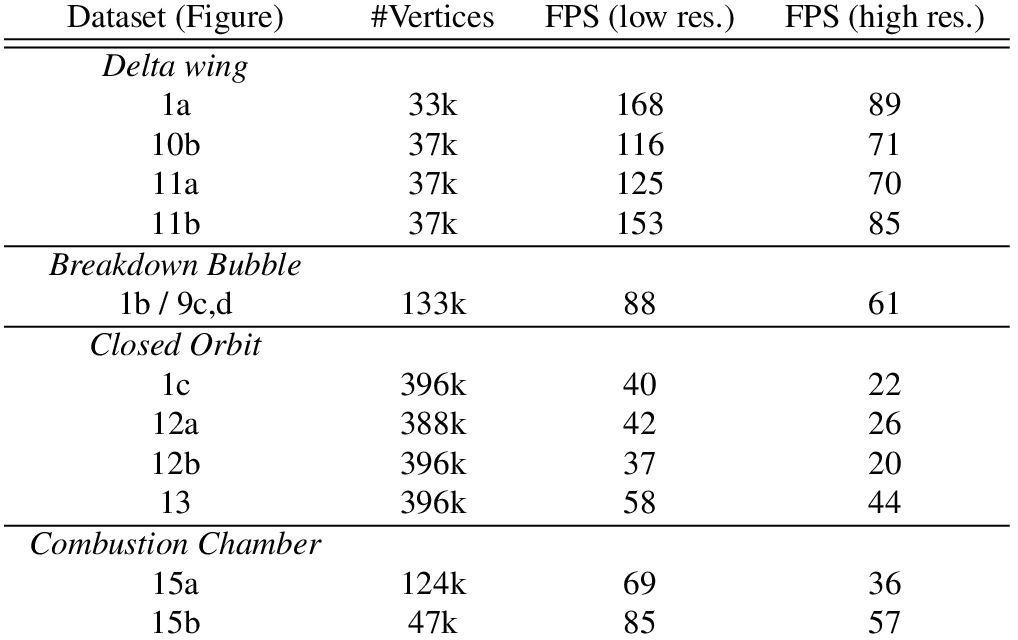 Dataset (Figure) #Vertices FPS (low res.) FPS (high res.)
Delta wing
1a 33k 168 89
10b 37k 116 71
11a 37k 125 70
11b 37k 153 85
Breakdown Bubble
1b / 9c,d 133k 88 61
Closed Orbit
1c 396k 40 22
12a 388k 42 26
12b 396k 37 20
13 396k 58 44
Combustion Chamber
15a 124k 69 36
15b 47k 85 57